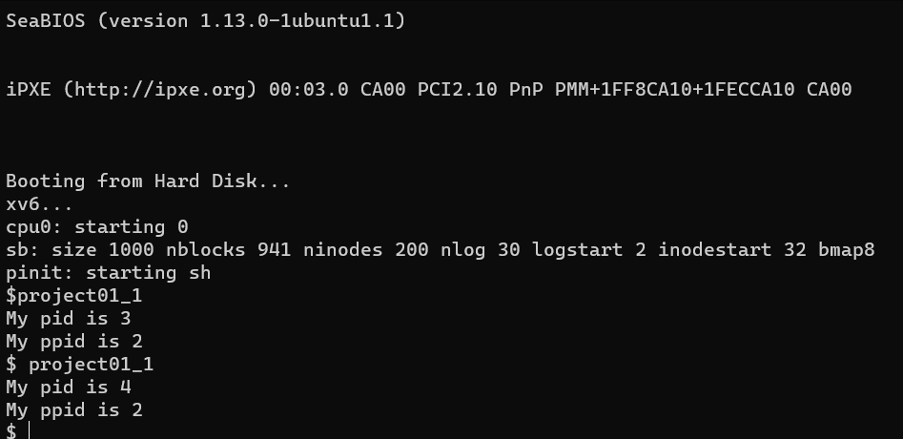 SeaBIOS (version 1.13.0-1ubuntu1.1)
iPXE (http://ipxe.org) 00:03.0 CA00 PCI2.10 PnP PMM+1FF8CA10+1FECCA10 CA00
Booting from Hard Disk...
xv6...
cpu0: starting 0
sb: size 1000 nblocks 941 ninodes 200 nlog 30 logstart 2 inodestart 32 bmap8
pinit: starting sh
$project01_1
My pid is 3
My ppid is 2
$ project01_1
My pid is 4
My ppid is 2
$